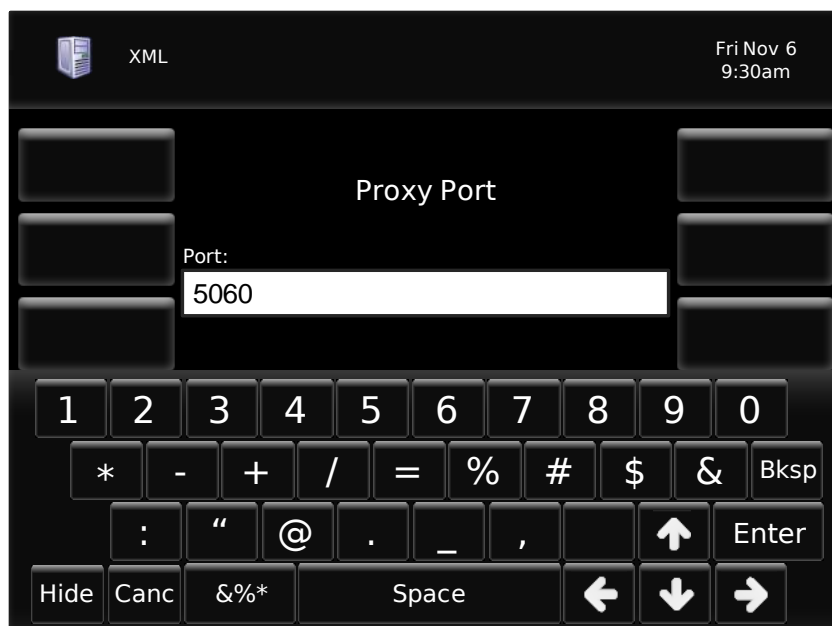 XML
Fri Nov 6
9:30am
Proxy Port
Port:
5060
1 2 3 4 5 6 7 8 9 0
* - + / = % # $ & Bksp
: “ @ . _ , Enter
Hide Canc &%* Space